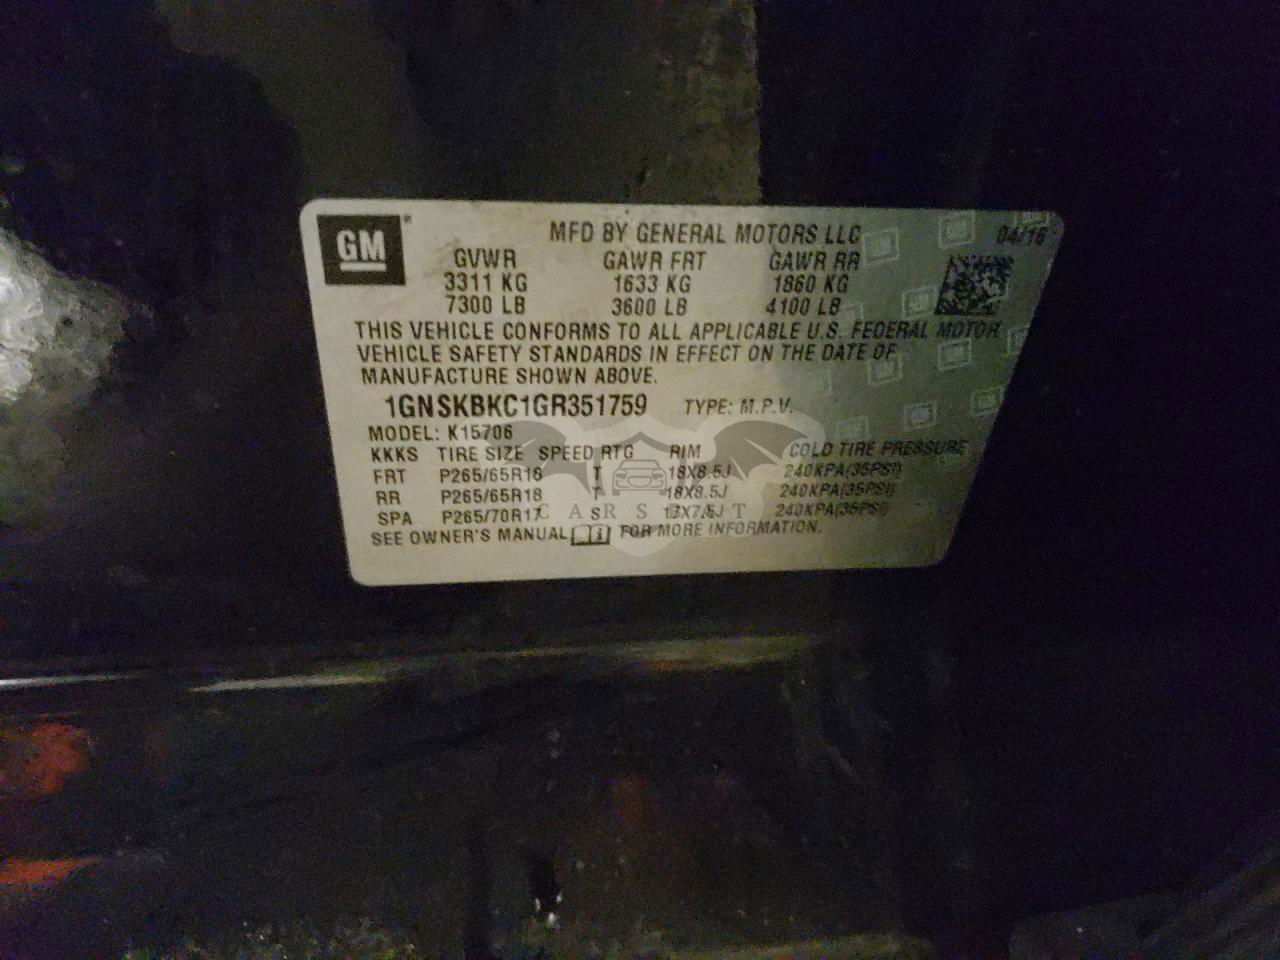 GM
MFD BY GENERAL MOTORS LLC 04/16
GVWR GAWR FRT GAWR RR
3311 KG 1633 KG 1860 KG
7300 LB 3600 LB 4100 LB
THIS VEHICLE CONFORMS TO ALL APPLICABLE U.S. FEDERAL MOTOR
VEHICLE SAFETY STANDARDS IN EFFECT ON THE DATE OF
MANUFACTURE SHOWN ABOVE.
1GNSKBKC1GR351759 TYPE: M.P.V.
MODEL: K15706
KKKS TIRE SIZE SPEED RTG RIM COLD TIRE PRESSURE
FRT P265/65R18 T 18X8.5J 240KPA(35PSI)
RR P265/65R18 T 18X8.5J 240KPA(35PSI)
SPA P265/70R17 S 17X7.5J 240KPA(35PSI)
SEE OWNER'S MANUAL FOR MORE INFORMATION.